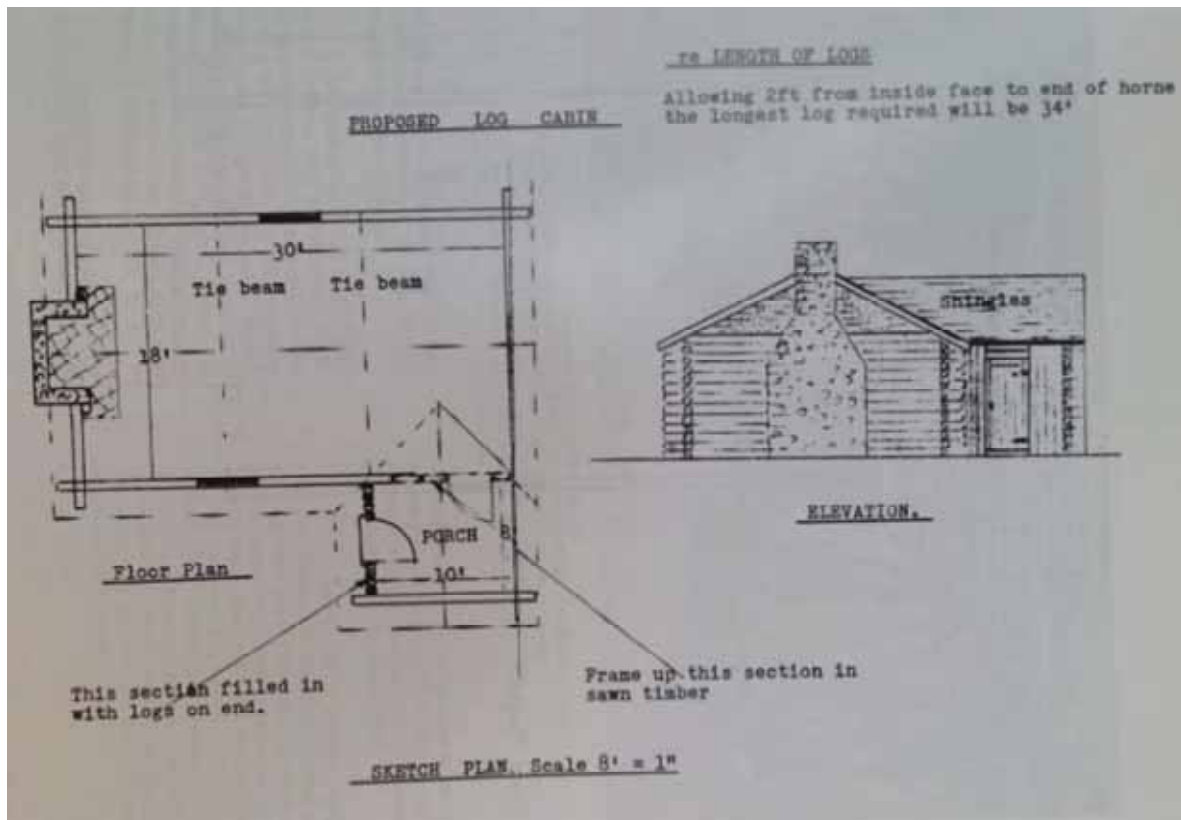 re LENGTH OF LOGS
Allowing 2ft from inside face to end of horne
the longest log required will be 34'
PROPOSED LOG CABIN
30'
Tie beam Tie beam
18'
Shingles
ELEVATION.
PORCH 8
Floor Plan
10'
This section filled in
with logs on end.
Frame up this section in
sawn timber
SKETCH PLAN. Scale 8' = 1"